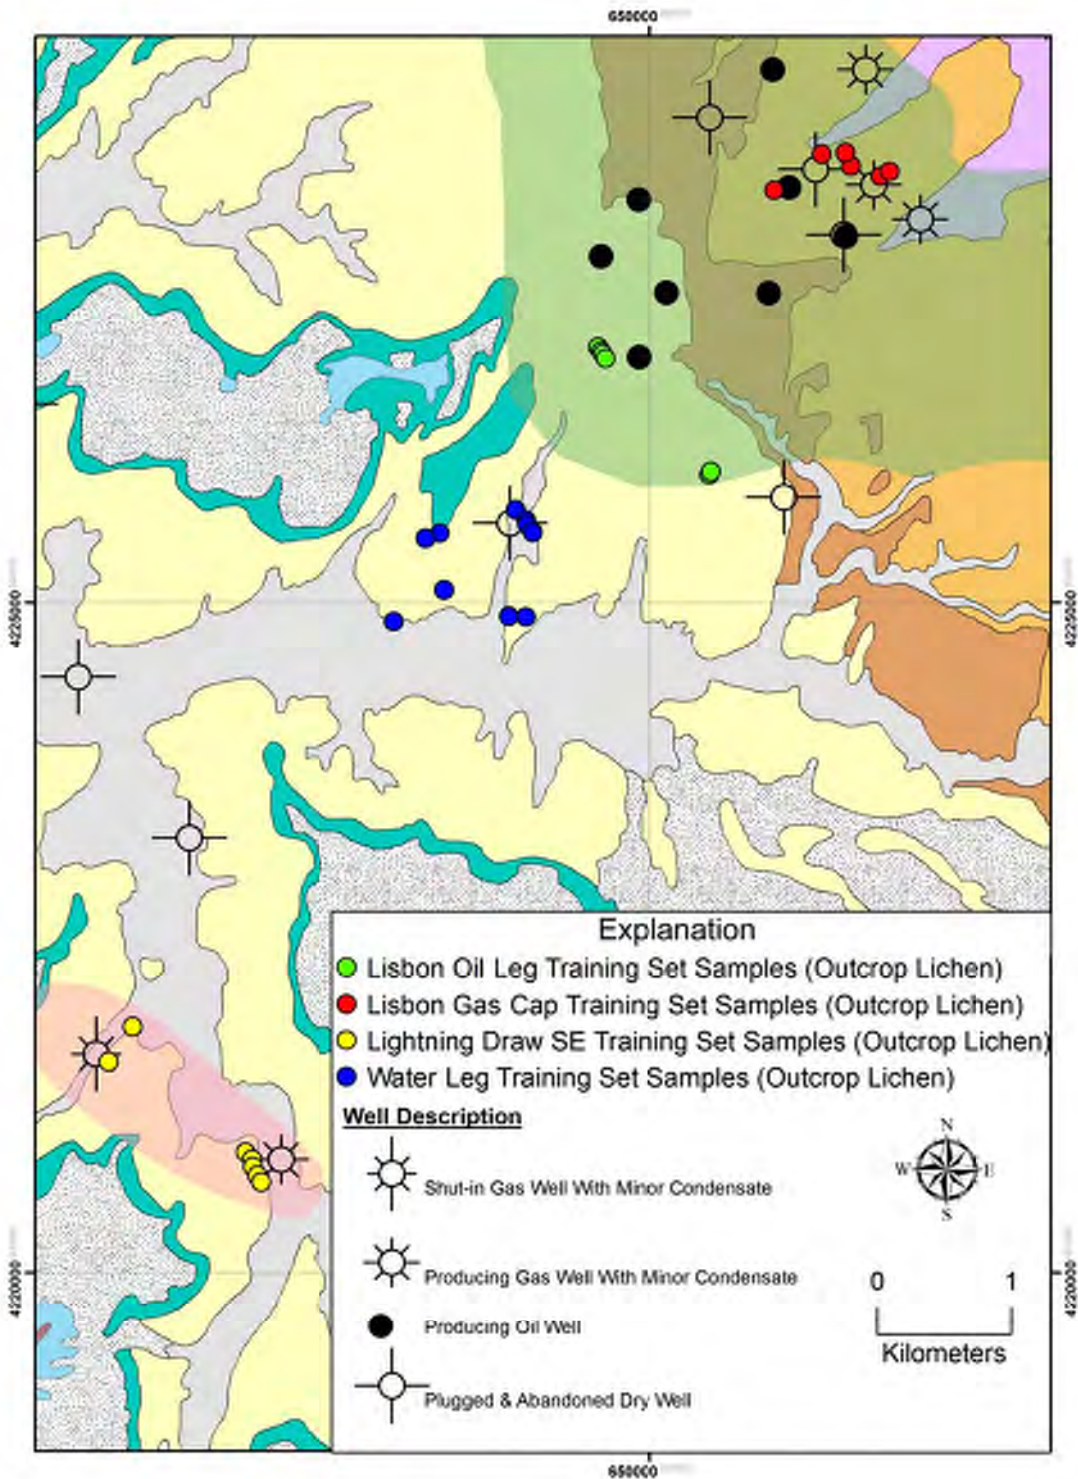 650000
4225000
4225000
Explanation
Lisbon Oil Leg Training Set Samples (Outcrop Lichen)
Lisbon Gas Cap Training Set Samples (Outcrop Lichen)
Lightning Draw SE Training Set Samples (Outcrop Lichen)
Water Leg Training Set Samples (Outcrop Lichen)
Well Description
N
W E
S
Shut-in Gas Well With Minor Condensate
Producing Gas Well With Minor Condensate
0 1
Kilometers
Producing Oil Well
Plugged & Abandoned Dry Well
4220000
4220000
650000